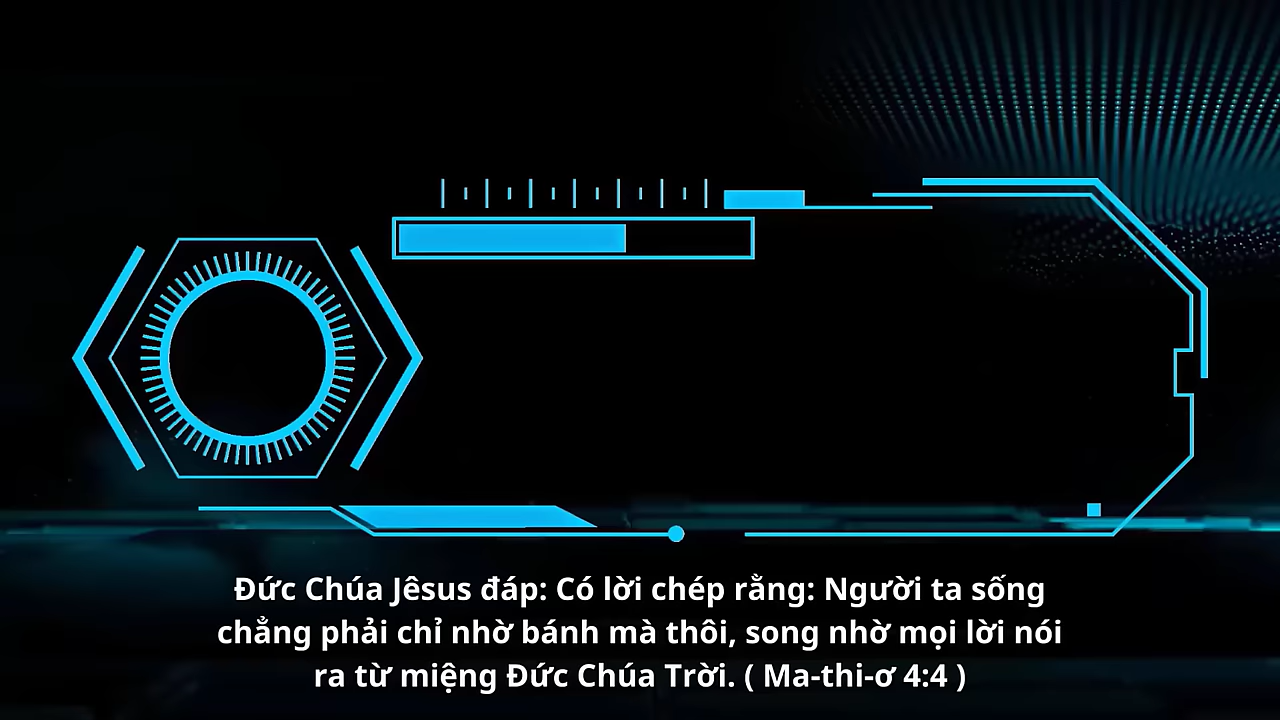 Đức Chúa Jêsus đáp: Có lời chép rằng: Người ta sống
chẳng phải chỉ nhờ bánh mà thôi, song nhờ mọi lời nói
ra từ miệng Đức Chúa Trời. ( Ma-thi-ơ 4:4 )